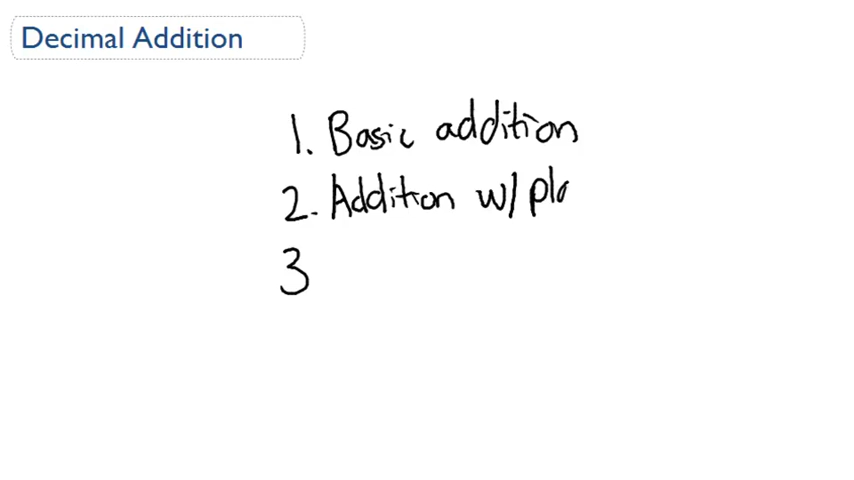 Decimal Addition
1. Basic addition
2. Addition w/ pla
3